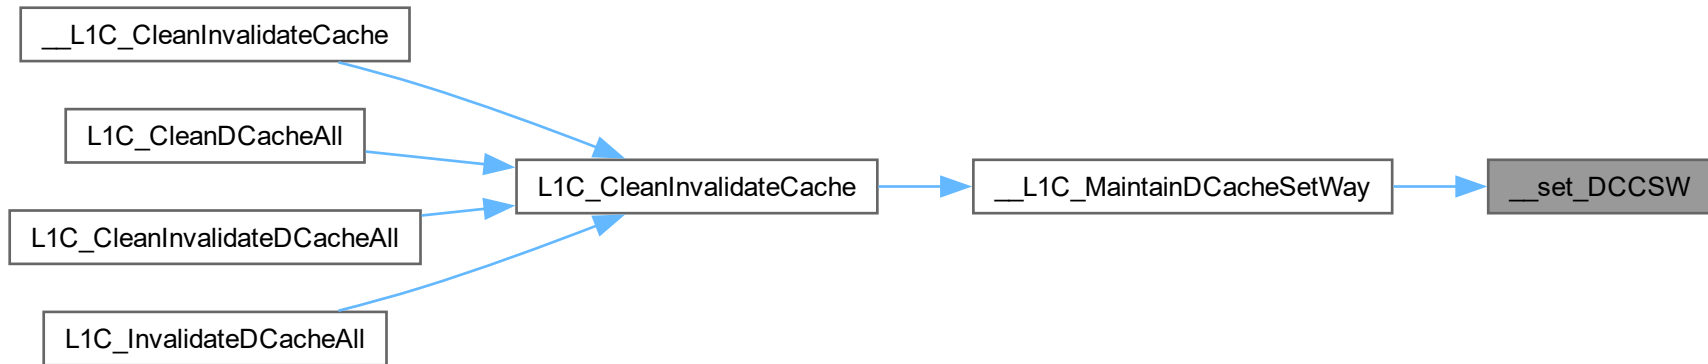 __L1C_CleanInvalidateCache
L1C_CleanDCacheAll
L1C_CleanInvalidateDCacheAll
L1C_InvalidateDCacheAll
L1C_CleanInvalidateCache
__L1C_MaintainDCacheSetWay
__set_DCCSW